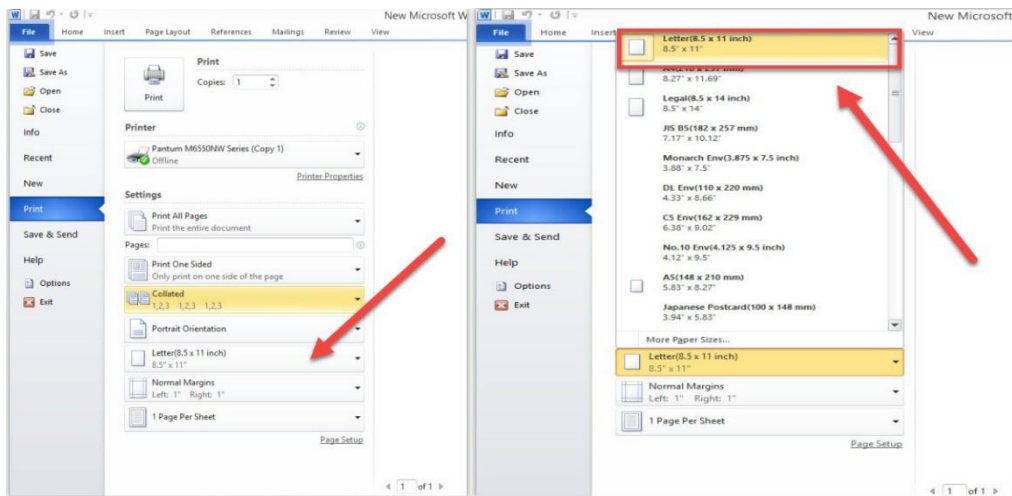 New Microsoft W
File Home Insert Page Layout References Mailings Review View
Save
Save As
Open
Close
Info
Recent
New
Print
Save & Send
Help
Options
Exit
Print
Print
Copies: 1
Printer
Pantum M6550NW Series (Copy 1)
Offline
Printer Properties
Settings
Print All Pages
Print the entire document
Pages:
Print One Sided
Only print on one side of the page
Collated
1,2,3 1,2,3 1,2,3
Portrait Orientation
Letter(8.5 x 11 inch)
8.5" x 11"
Normal Margins
Left: 1" Right: 1"
1 Page Per Sheet
Page Setup
1 of 1
New Microsoft
File Home Insert View
Save
Save As
Open
Close
Info
Recent
New
Print
Save & Send
Help
Options
Exit
Letter(8.5 x 11 inch)
8.5" x 11"
A4(210 x 297 mm)
8.27" x 11.69"
Legal(8.5 x 14 inch)
8.5" x 14"
JIS B5(182 x 257 mm)
7.17" x 10.12"
Monarch Env(3.875 x 7.5 inch)
3.88" x 7.5"
DL Env(110 x 220 mm)
4.33" x 8.66"
C5 Env(162 x 229 mm)
6.38" x 9.02"
No.10 Env(4.125 x 9.5 inch)
4.12" x 9.5"
A5(148 x 210 mm)
5.83" x 8.27"
Japanese Postcard(100 x 148 mm)
3.94" x 5.83"
More Paper Sizes...
Letter(8.5 x 11 inch)
8.5" x 11"
Normal Margins
Left: 1" Right: 1"
1 Page Per Sheet
Page Setup
1 of 1